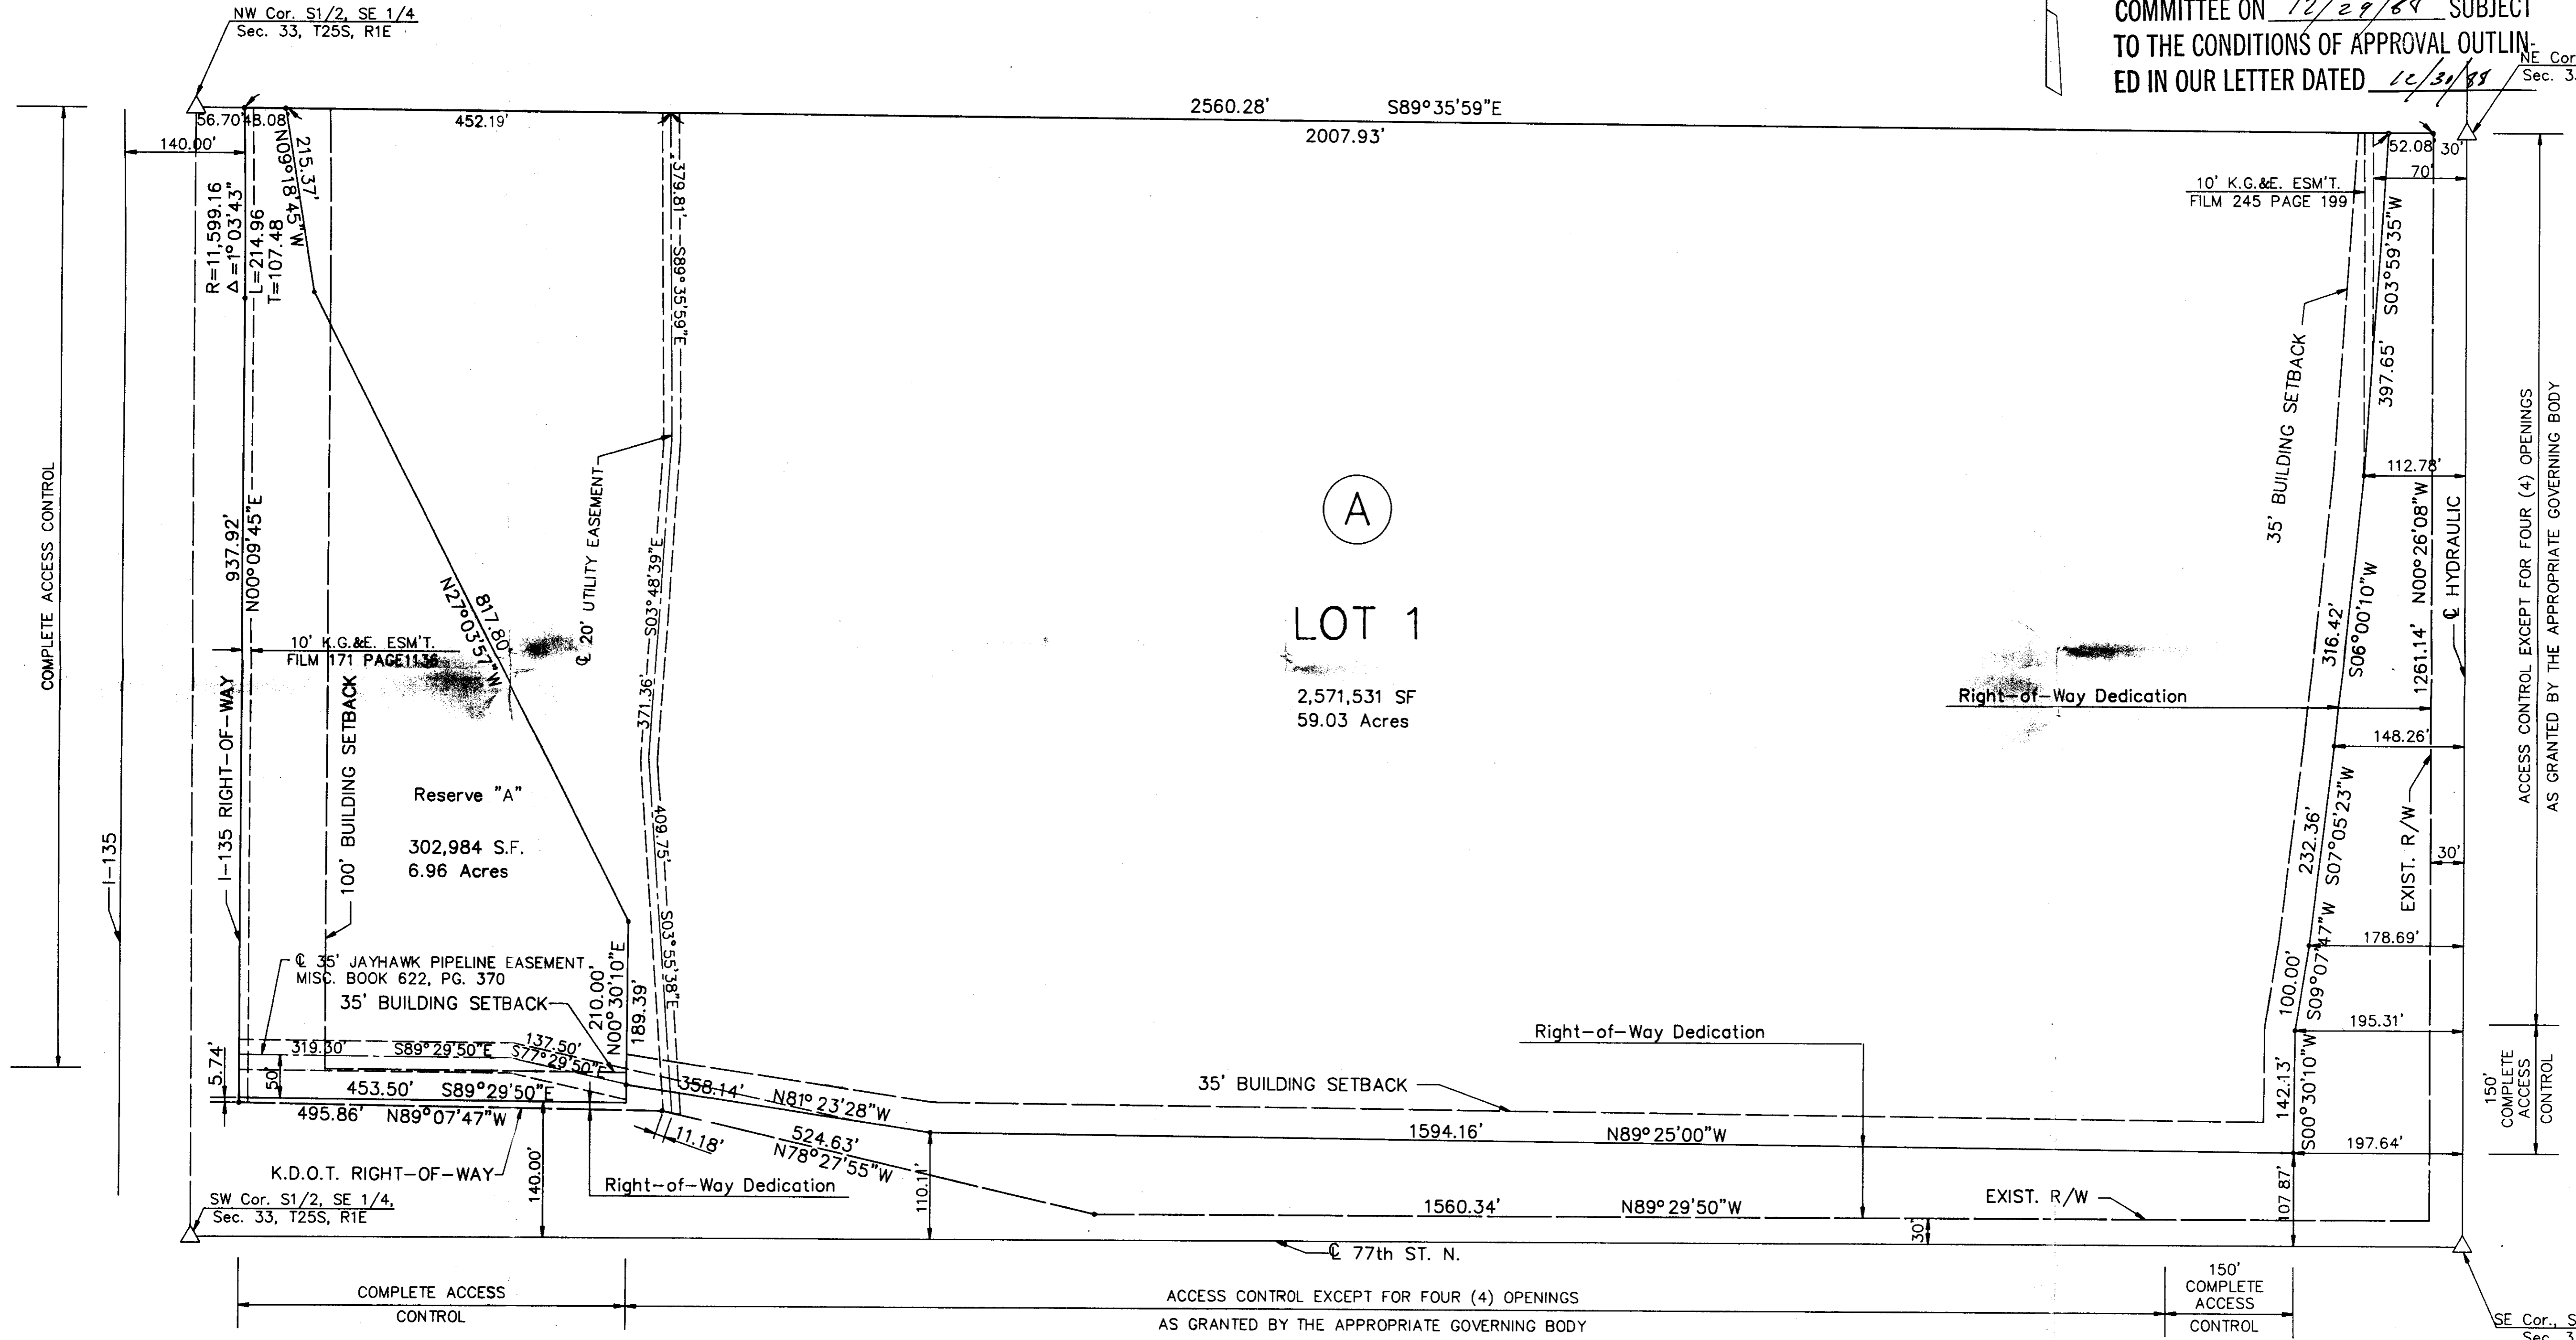 NW Cor. S1/2, SE 1/4
Sec. 33, T25S, R1E
COMMITTEE ON 12/29/88 SUBJECT
TO THE CONDITIONS OF APPROVAL OUTLIN-
ED IN OUR LETTER DATED 12/30/88
NE Cor
Sec. 3
2560.28' S89°35'59"E
2007.93'
56.70'
48.08'
452.19'
140.00'
52.08'
30'
70'
215.37'
N09°18'45"W
R=11,599.16
Δ=1°03'43"
L=214.96
T=107.48
379.81'
S89°35'59"E
10' K.G.&E. ESM'T.
FILM 245 PAGE 199
S03°59'35"W
397.65'
35' BUILDING SETBACK
112.78'
COMPLETE ACCESS CONTROL
937.92'
N00°09'45"E
℄ 20' UTILITY EASEMENT
S03°48'39"E
371.36'
817.80'
N27°03'57"W
10' K.G.&E. ESM'T.
FILM 171 PAGE1136
A
LOT 1
2,571,531 SF
59.03 Acres
316.42'
S06°00'10"W
1261.14' N00°26'08"W
℄ HYDRAULIC
ACCESS CONTROL EXCEPT FOR FOUR (4) OPENINGS
AS GRANTED BY THE APPROPRIATE GOVERNING BODY
Right-of-Way Dedication
148.26'
I-135
I-135 RIGHT-OF-WAY
100' BUILDING SETBACK
Reserve "A"
302,984 S.F.
6.96 Acres
409.75'
S03°55'38"E
232.36'
S07°05'23"W
EXIST. R/W
30'
178.69'
100.00'
S09°07'47"W
℄ 35' JAYHAWK PIPELINE EASEMENT
MISC. BOOK 622, PG. 370
35' BUILDING SETBACK
210.00'
N00°30'10"E
189.39'
195.31'
137.50'
319.30'
S89°29'50"E
S77°29'50"E
5.74'
50'
453.50' S89°29'50"E
495.86' N89°07'47"W
358.14'
N81°23'28"W
Right-of-Way Dedication
35' BUILDING SETBACK
142.13'
S00°30'10"W
150'
COMPLETE
ACCESS
CONTROL
11.18'
524.63'
N78°27'55"W
1594.16' N89°25'00"W
197.64'
K.D.O.T. RIGHT-OF-WAY
140.00'
Right-of-Way Dedication
110.11'
107.87'
SW Cor. S1/2, SE 1/4,
Sec. 33, T25S, R1E
1560.34' N89°29'50"W
EXIST. R/W
30'
℄ 77th ST. N.
COMPLETE ACCESS
CONTROL
ACCESS CONTROL EXCEPT FOR FOUR (4) OPENINGS
AS GRANTED BY THE APPROPRIATE GOVERNING BODY
150'
COMPLETE
ACCESS
CONTROL
SE Cor., S
Sec. 3